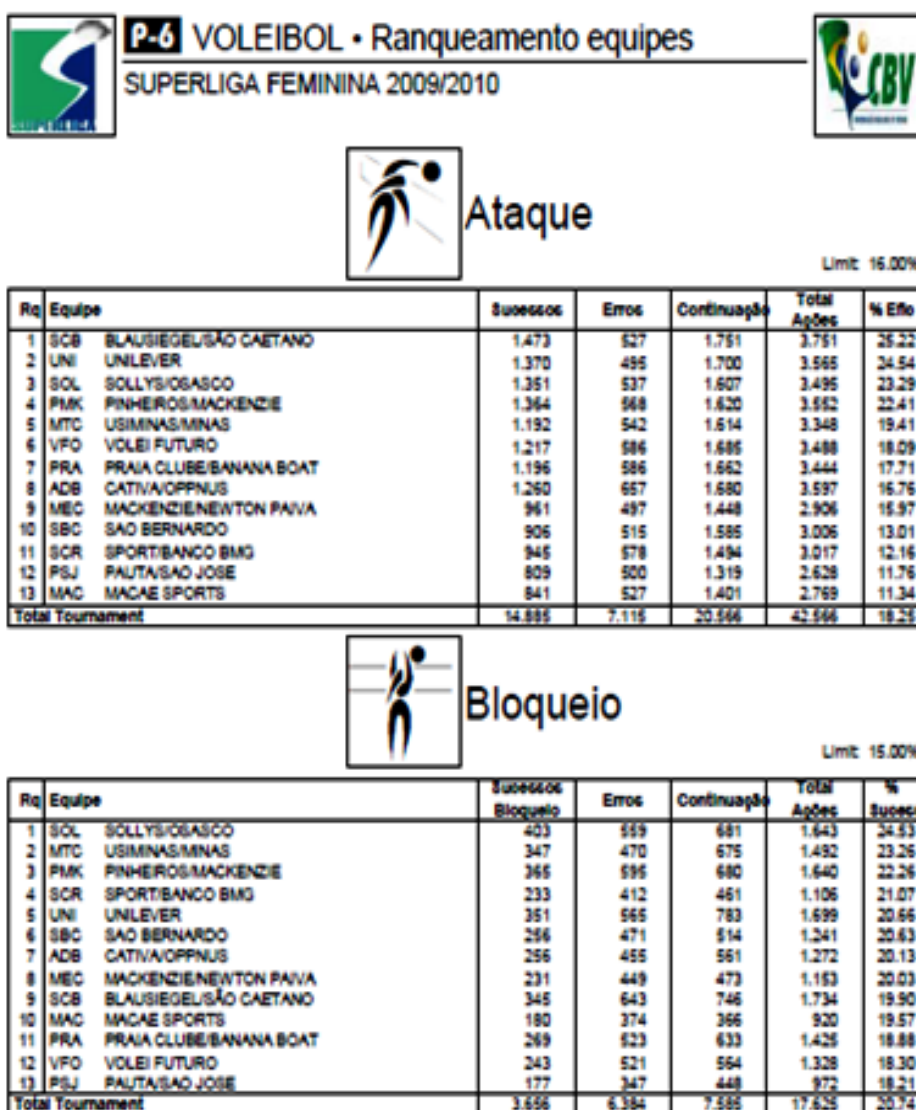 P-6 VOLEIBOL • Ranqueamento equipes
SUPERLIGA FEMININA 2009/2010
SUPERLIGA
CBV
Ataque
Limit: 16.00%
Rq Equipe Sucessos Erros Continuação Total Ações % Efic
1 SCB BLAUSIEGEL/SÃO CAETANO 1.473 527 1.751 3.751 25.22
2 UNI UNILEVER 1.370 495 1.700 3.565 24.54
3 SOL SOLLYS/OSASCO 1.351 537 1.607 3.495 23.29
4 PMK PINHEIROS/MACKENZIE 1.364 568 1.620 3.552 22.41
5 MTC USIMINAS/MINAS 1.192 542 1.614 3.348 19.41
6 VFO VOLEI FUTURO 1.217 586 1.685 3.488 18.09
7 PRA PRAIA CLUBE/BANANA BOAT 1.196 586 1.662 3.444 17.71
8 ADB CATIVA/OPPNUS 1.260 657 1.680 3.597 16.76
9 MEC MACKENZIE/NEWTON PAIVA 961 497 1.448 2.906 15.97
10 SBC SAO BERNARDO 906 515 1.585 3.006 13.01
11 SCR SPORT/BANCO BMG 945 578 1.494 3.017 12.16
12 PSJ PAUTA/SAO JOSE 809 500 1.319 2.628 11.76
13 MAC MACAE SPORTS 841 527 1.401 2.769 11.34
Total Tournament 14.885 7.115 20.566 42.566 18.25
Bloqueio
Limit: 15.00%
Rq Equipe Sucessos Bloqueio Erros Continuação Total Ações % Suces
1 SOL SOLLYS/OSASCO 403 559 681 1.643 24.53
2 MTC USIMINAS/MINAS 347 470 675 1.492 23.26
3 PMK PINHEIROS/MACKENZIE 365 595 680 1.640 22.26
4 SCR SPORT/BANCO BMG 233 412 461 1.106 21.07
5 UNI UNILEVER 351 565 783 1.699 20.66
6 SBC SAO BERNARDO 256 471 514 1.241 20.63
7 ADB CATIVA/OPPNUS 256 455 561 1.272 20.13
8 MEC MACKENZIE/NEWTON PAIVA 231 449 473 1.153 20.03
9 SCB BLAUSIEGEL/SÃO CAETANO 345 643 746 1.734 19.90
10 MAC MACAE SPORTS 180 374 366 920 19.57
11 PRA PRAIA CLUBE/BANANA BOAT 269 523 633 1.425 18.88
12 VFO VOLEI FUTURO 243 521 564 1.328 18.30
13 PSJ PAUTA/SAO JOSE 177 347 448 972 18.21
Total Tournament 3.656 6.384 7.585 17.625 20.74